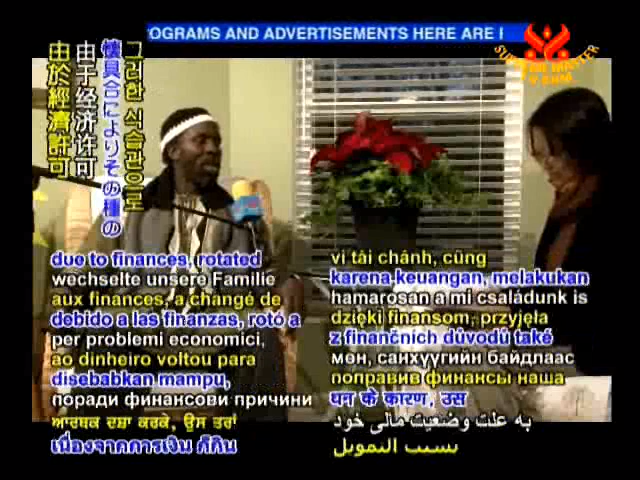 ROGRAMS AND ADVERTISEMENTS HERE ARE
SUPREME MASTER
TV
그러한 식습관으로
懐具合によりその種の
由于经济许可
由於經濟許可
due to finances, rotated
wechselte unsere Familie
aux finances, a changé de
debido a las finanzas, rotó a
per problemi economici,
ao dinheiro voltou para
disebabkan mampu,
поради финансови причини
ਆਰਥਕ ਦਸ਼ਾ ਕਰਕੇ, ਉਸ ਤਰਾਂ
เนื่องจากการเงิน ก็กิน
vị tài chánh, cũng
karena keuangan, melakukan
hamarosan a mi családunk is
dzięki finansom, przyjęła
z finančních důvodů také
мөн, санхүүгийн байдлаас
поправив финансы наша
धन के कारण, उस
به علت وضعیت مالی خود
بسبب التمويل